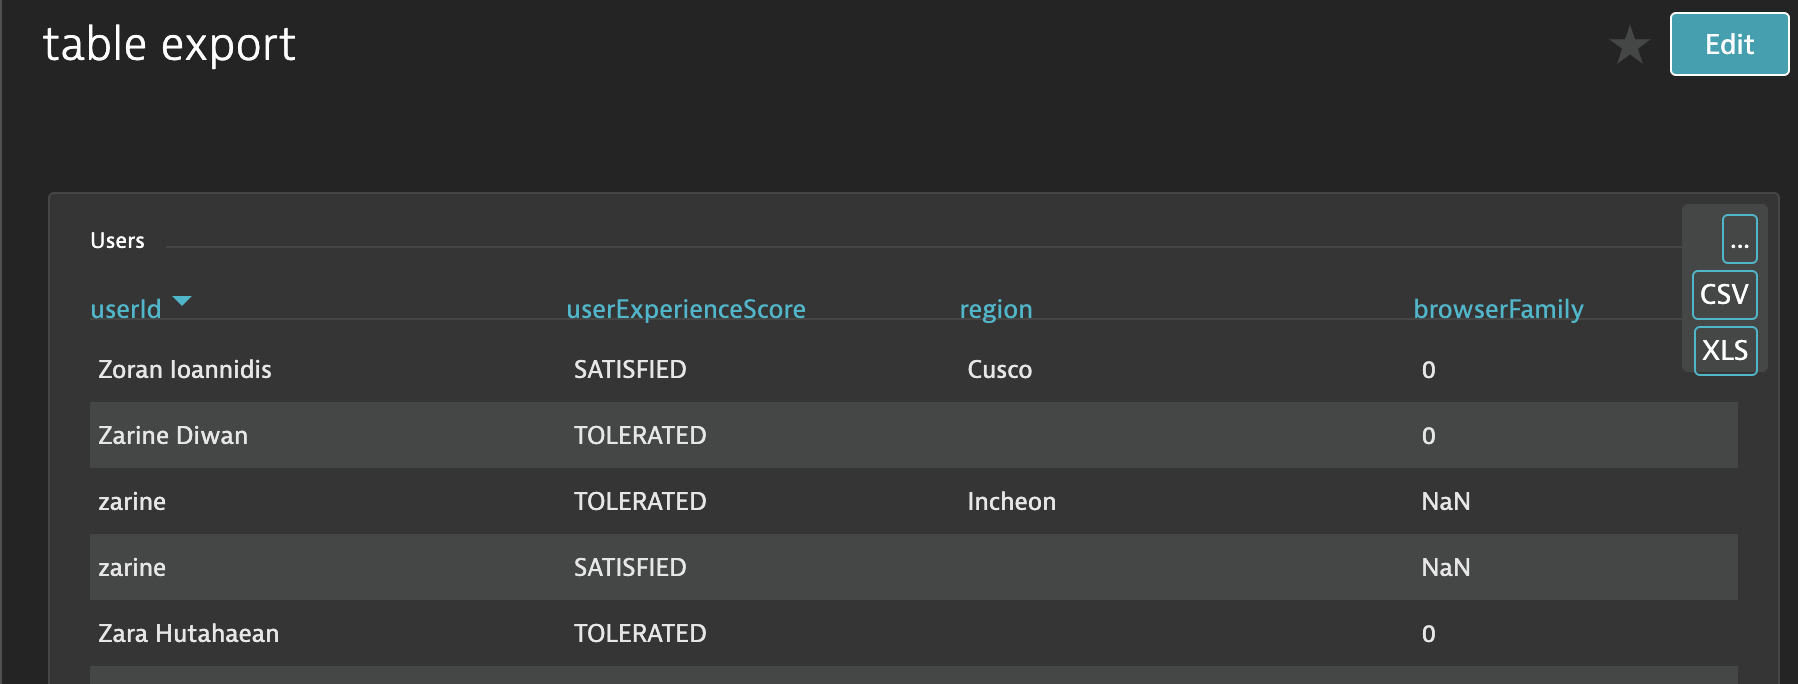 table export
Edit
Users
...
CSV
XLS
userId userExperienceScore region browserFamily
Zoran Ioannidis SATISFIED Cusco 0
Zarine Diwan TOLERATED 0
zarine TOLERATED Incheon NaN
zarine SATISFIED NaN
Zara Hutahaean TOLERATED 0